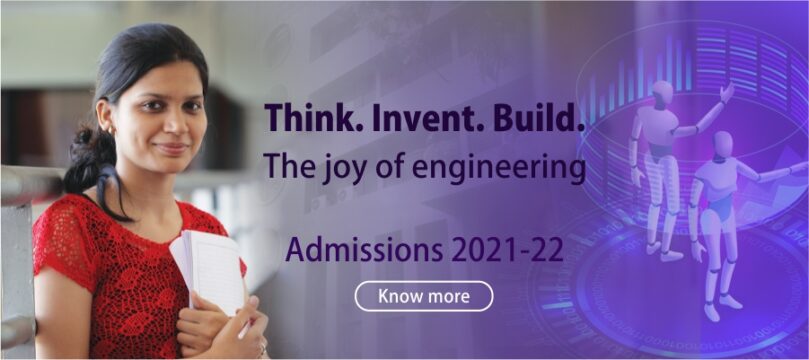 Think. Invent. Build.
The joy of engineering
Admissions 2021-22
Know more